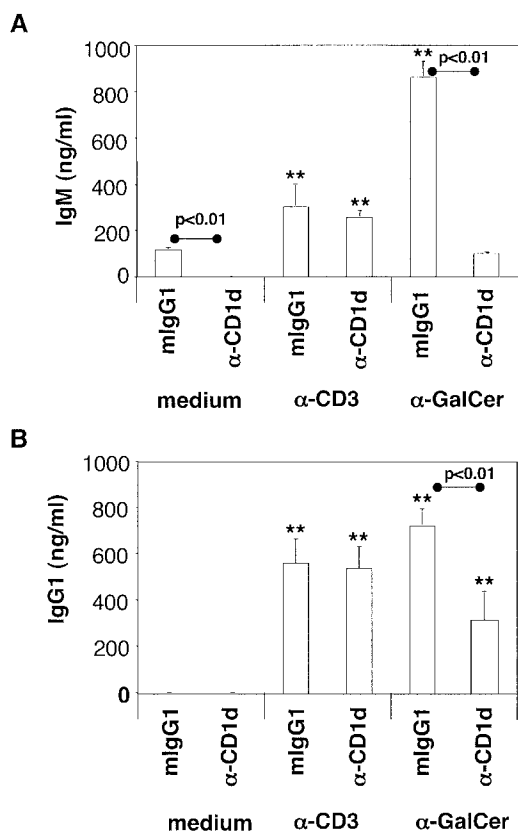 A
1000
800
600
400
200
0
IgM (ng/ml)
p<0.01
**
**
**
p<0.01
mIgG1
α-CD1d
mIgG1
α-CD1d
mIgG1
α-CD1d
medium
α-CD3
α-GalCer
B
1000
800
600
400
200
0
IgG1 (ng/ml)
**
**
**
p<0.01
**
mIgG1
α-CD1d
mIgG1
α-CD1d
mIgG1
α-CD1d
medium
α-CD3
α-GalCer